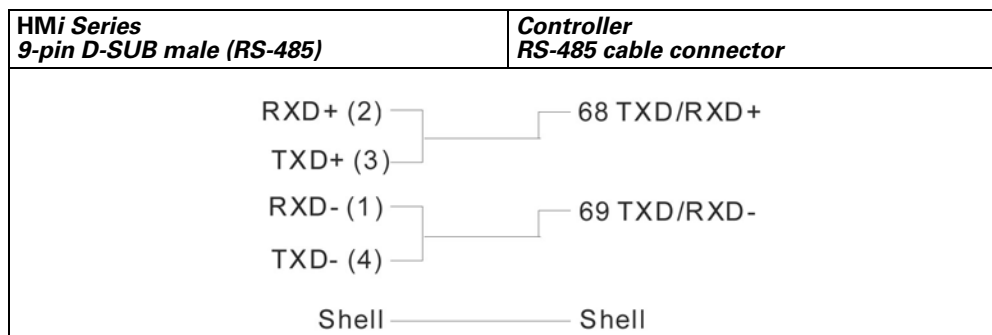 HMi Series
9-pin D-SUB male (RS-485)
Controller
RS-485 cable connector
RXD+ (2)
68 TXD/RXD+
TXD+ (3)
RXD- (1)
69 TXD/RXD-
TXD- (4)
Shell
Shell